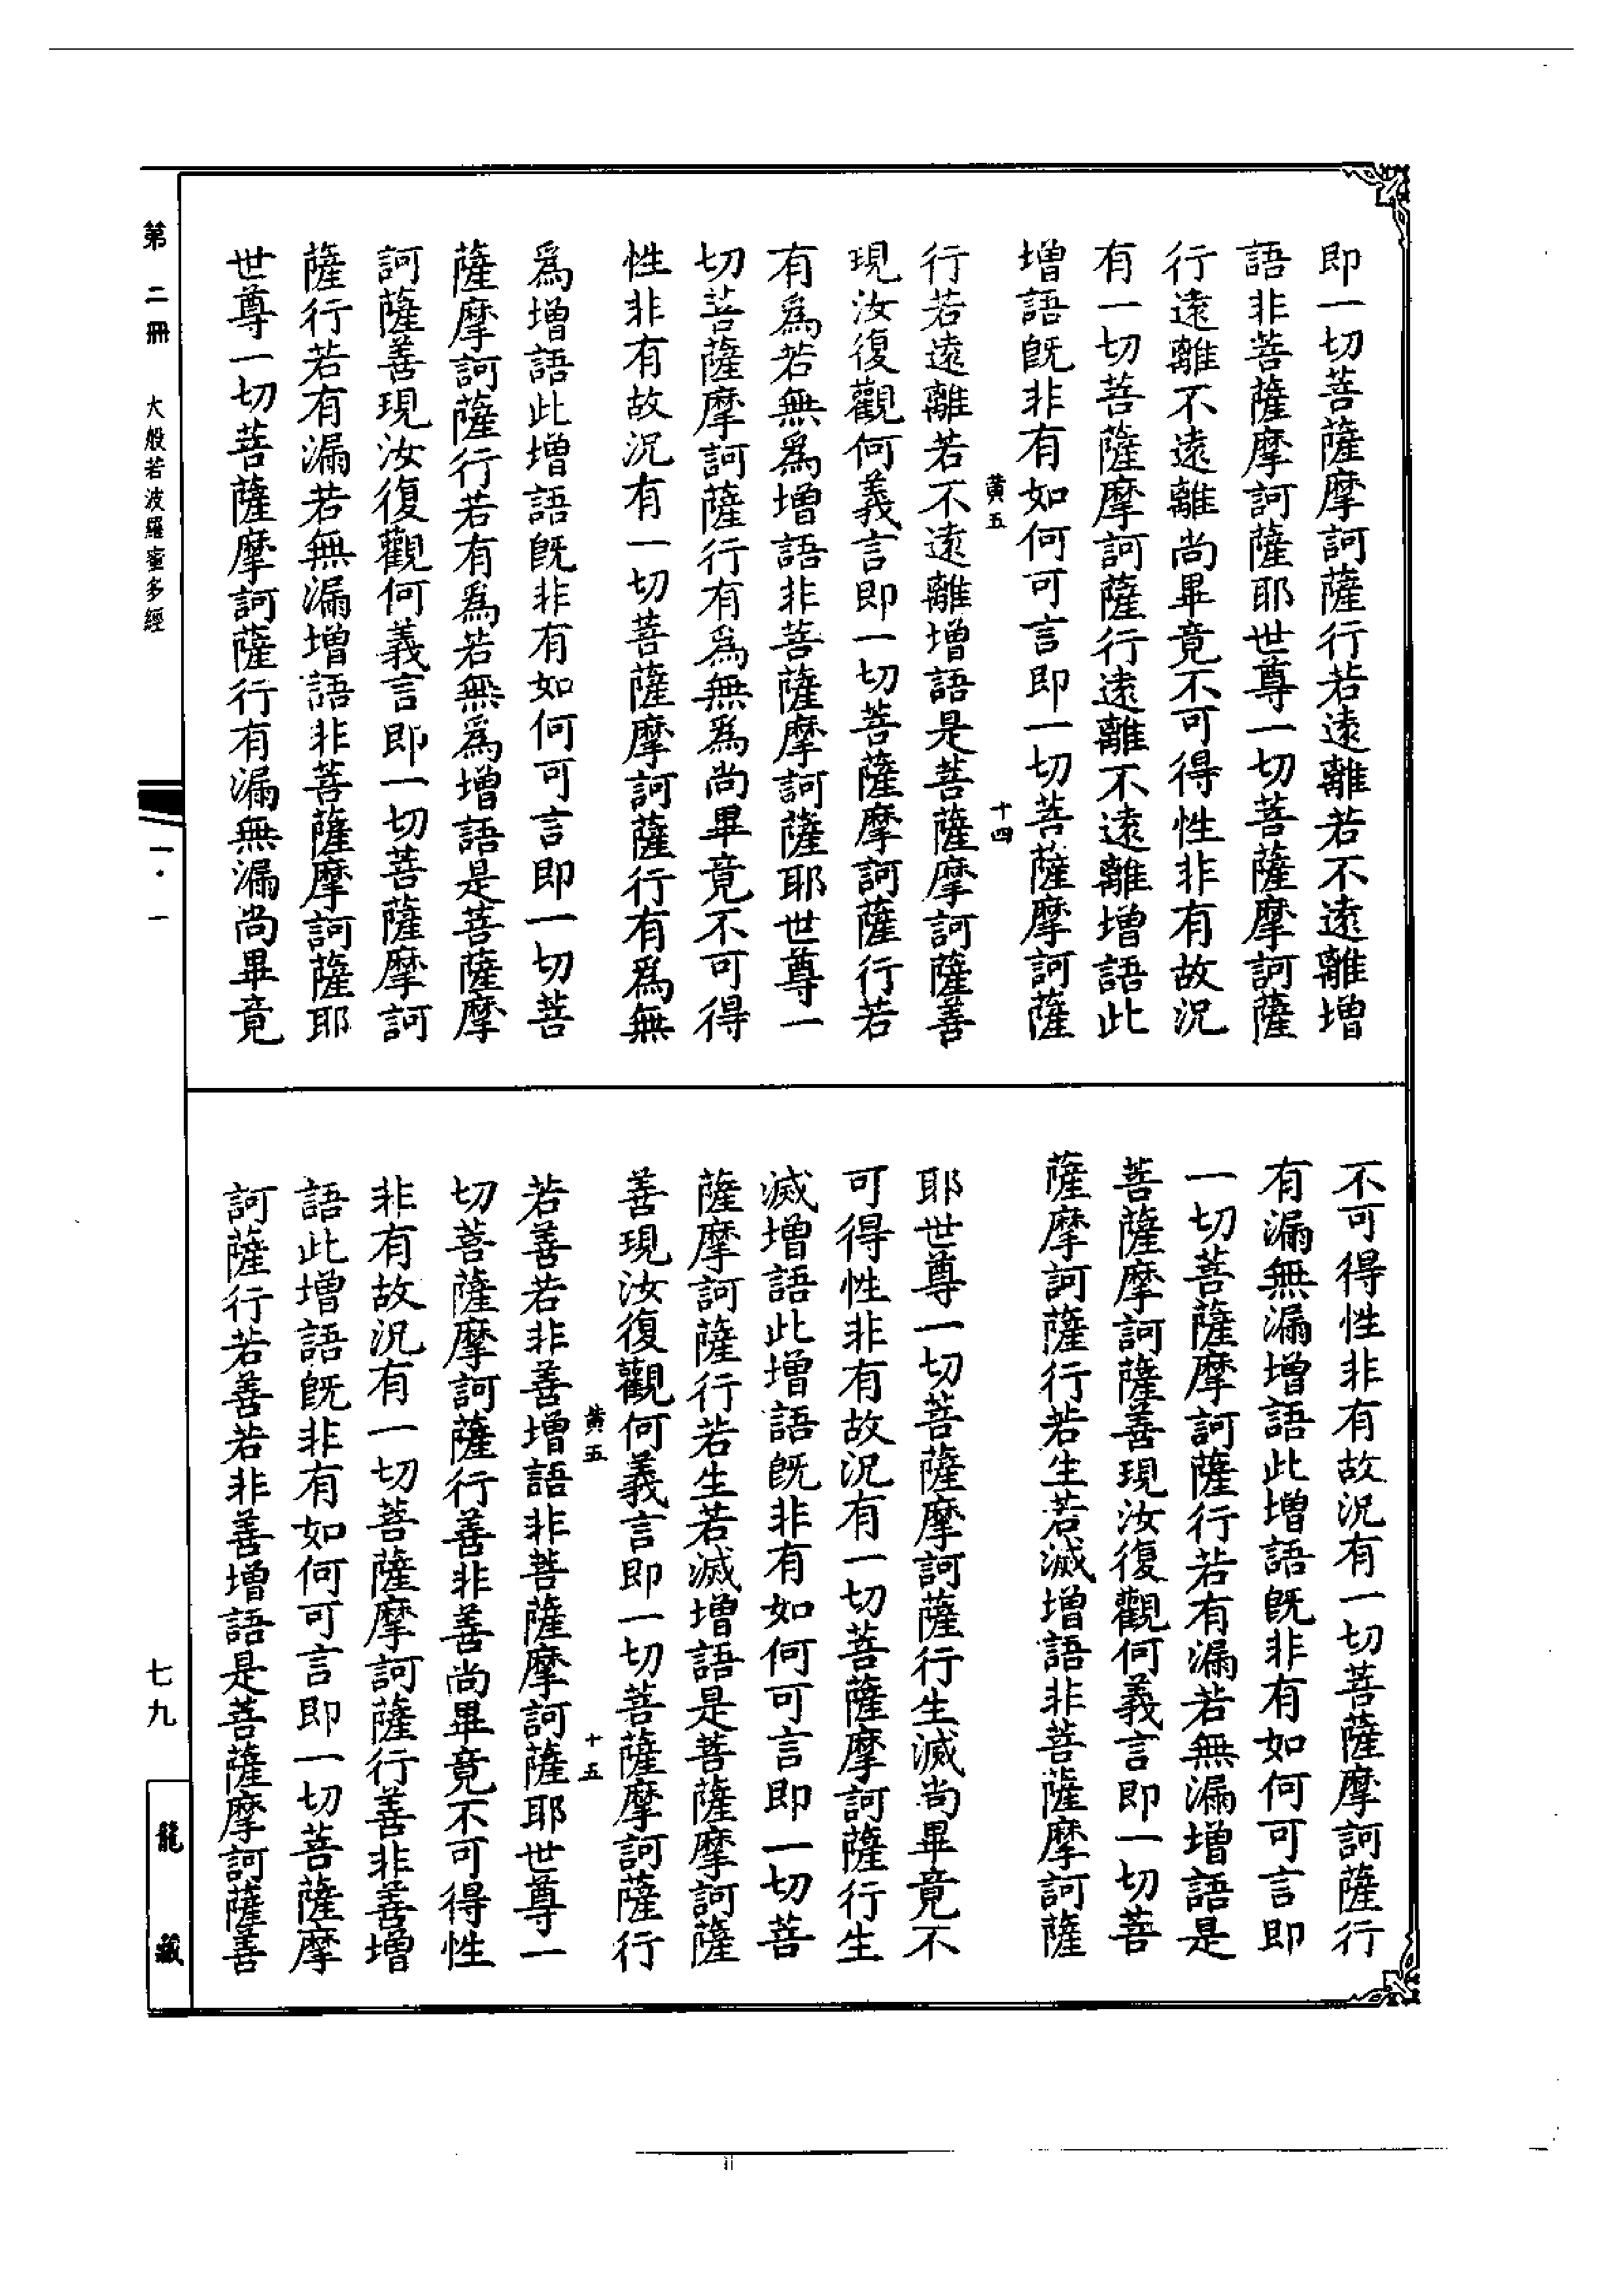 即一切菩薩摩訶薩行若遠離若不遠離增
語非菩薩摩訶薩耶世尊一切菩薩摩訶薩
行遠離不遠離尚畢竟不可得性非有故況
有一切菩薩摩訶薩行遠離不遠離增語此
增語旣非有如何可言即一切菩薩摩訶薩
黃五 十四
行若遠離若不遠離增語是菩薩摩訶薩善
現汝復觀何義言即一切菩薩摩訶薩行若
有爲若無爲增語非菩薩摩訶薩耶世尊一
切菩薩摩訶薩行有爲無爲尚畢竟不可得
性非有故況有一切菩薩摩訶薩行有爲無
爲增語此增語旣非有如何可言即一切菩
薩摩訶薩行若有爲若無爲增語是菩薩摩
訶薩善現汝復觀何義言即一切菩薩摩訶
薩行若有漏若無漏增語非菩薩摩訶薩耶
世尊一切菩薩摩訶薩行有漏無漏尚畢竟
不可得性非有故況有一切菩薩摩訶薩行
有漏無漏增語此增語旣非有如何可言即
一切菩薩摩訶薩行若有漏若無漏增語是
菩薩摩訶薩善現汝復觀何義言即一切菩
薩摩訶薩行若生若滅增語非菩薩摩訶薩
耶世尊一切菩薩摩訶薩行生滅尚畢竟不
可得性非有故況有一切菩薩摩訶薩行生
滅增語此增語旣非有如何可言即一切菩
薩摩訶薩行若生若滅增語是菩薩摩訶薩
善現汝復觀何義言即一切菩薩摩訶薩行
黃五 十五
若善若非善增語非菩薩摩訶薩耶世尊一
切菩薩摩訶薩行善非善尚畢竟不可得性
非有故況有一切菩薩摩訶薩行善非善增
語此增語旣非有如何可言即一切菩薩摩
訶薩行若善若非善增語是菩薩摩訶薩善
第二冊 大般若波羅蜜多經 一·一 七九 龍藏